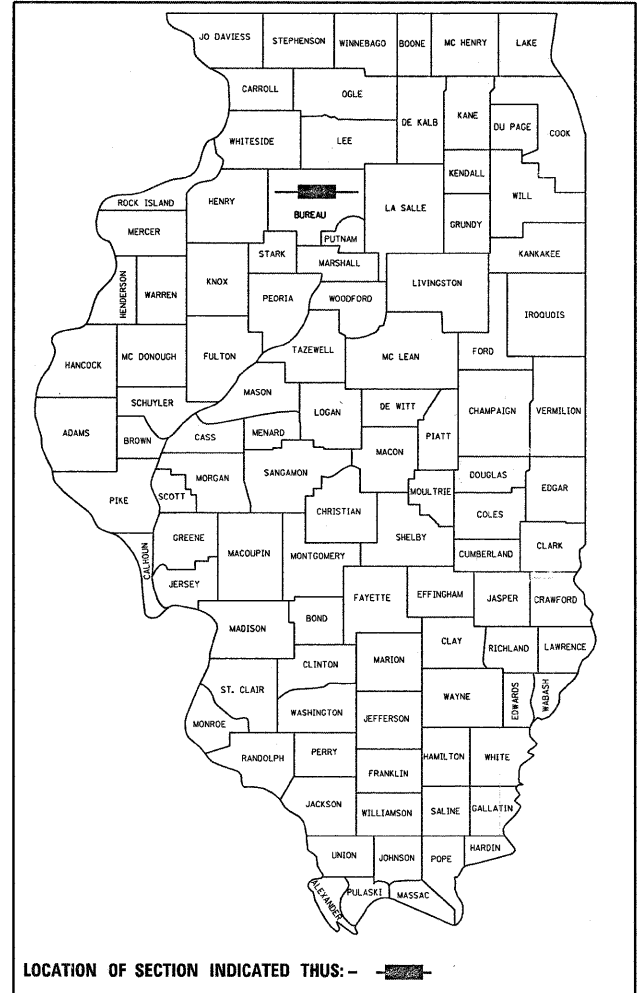 JO DAVIESS
STEPHENSON
WINNEBAGO
BOONE
MC HENRY
LAKE
CARROLL
OGLE
DE KALB
KANE
DU PAGE
COOK
WHITESIDE
LEE
KENDALL
WILL
ROCK ISLAND
HENRY
BUREAU
LA SALLE
GRUNDY
MERCER
PUTNAM
STARK
MARSHALL
KANKAKEE
HENDERSON
WARREN
KNOX
PEORIA
WOODFORD
LIVINGSTON
IROQUOIS
HANCOCK
MC DONOUGH
FULTON
TAZEWELL
MC LEAN
FORD
SCHUYLER
MASON
LOGAN
DE WITT
CHAMPAIGN
VERMILION
ADAMS
BROWN
CASS
MENARD
MACON
PIATT
PIKE
SCOTT
MORGAN
SANGAMON
CHRISTIAN
MOULTRIE
DOUGLAS
EDGAR
COLES
CALHOUN
GREENE
MACOUPIN
MONTGOMERY
SHELBY
CUMBERLAND
CLARK
JERSEY
FAYETTE
EFFINGHAM
JASPER
CRAWFORD
MADISON
BOND
CLAY
RICHLAND
LAWRENCE
CLINTON
MARION
ST. CLAIR
WAYNE
EDWARDS
WABASH
MONROE
WASHINGTON
JEFFERSON
RANDOLPH
PERRY
HAMILTON
WHITE
FRANKLIN
JACKSON
WILLIAMSON
SALINE
GALLATIN
UNION
JOHNSON
POPE
HARDIN
ALEXANDER
PULASKI
MASSAC
LOCATION OF SECTION INDICATED THUS: -